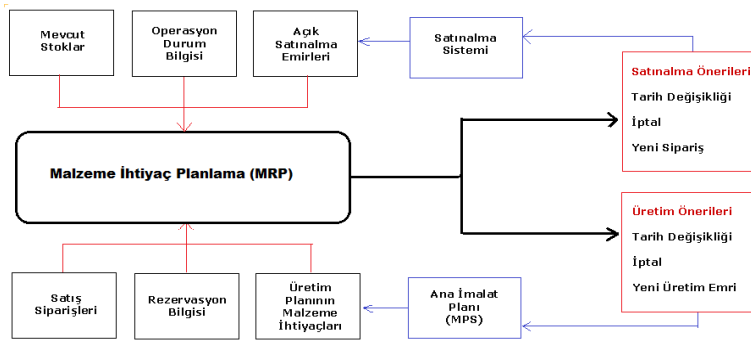 Mevcut
Stoklar
Operasyon
Durum
Bilgisi
Açık
Satınalma
Emirleri
Satınalma
Sistemi
Satınalma Önerileri
Tarih Değişikliği
İptal
Yeni Sipariş
Malzeme İhtiyaç Planlama (MRP)
Üretim Önerileri
Tarih Değişikliği
İptal
Yeni Üretim Emri
Satış
Siparişleri
Rezervasyon
Bilgisi
Üretim
Planının
Malzeme
İhtiyaçları
Ana İmalat
Planı
(MPS)